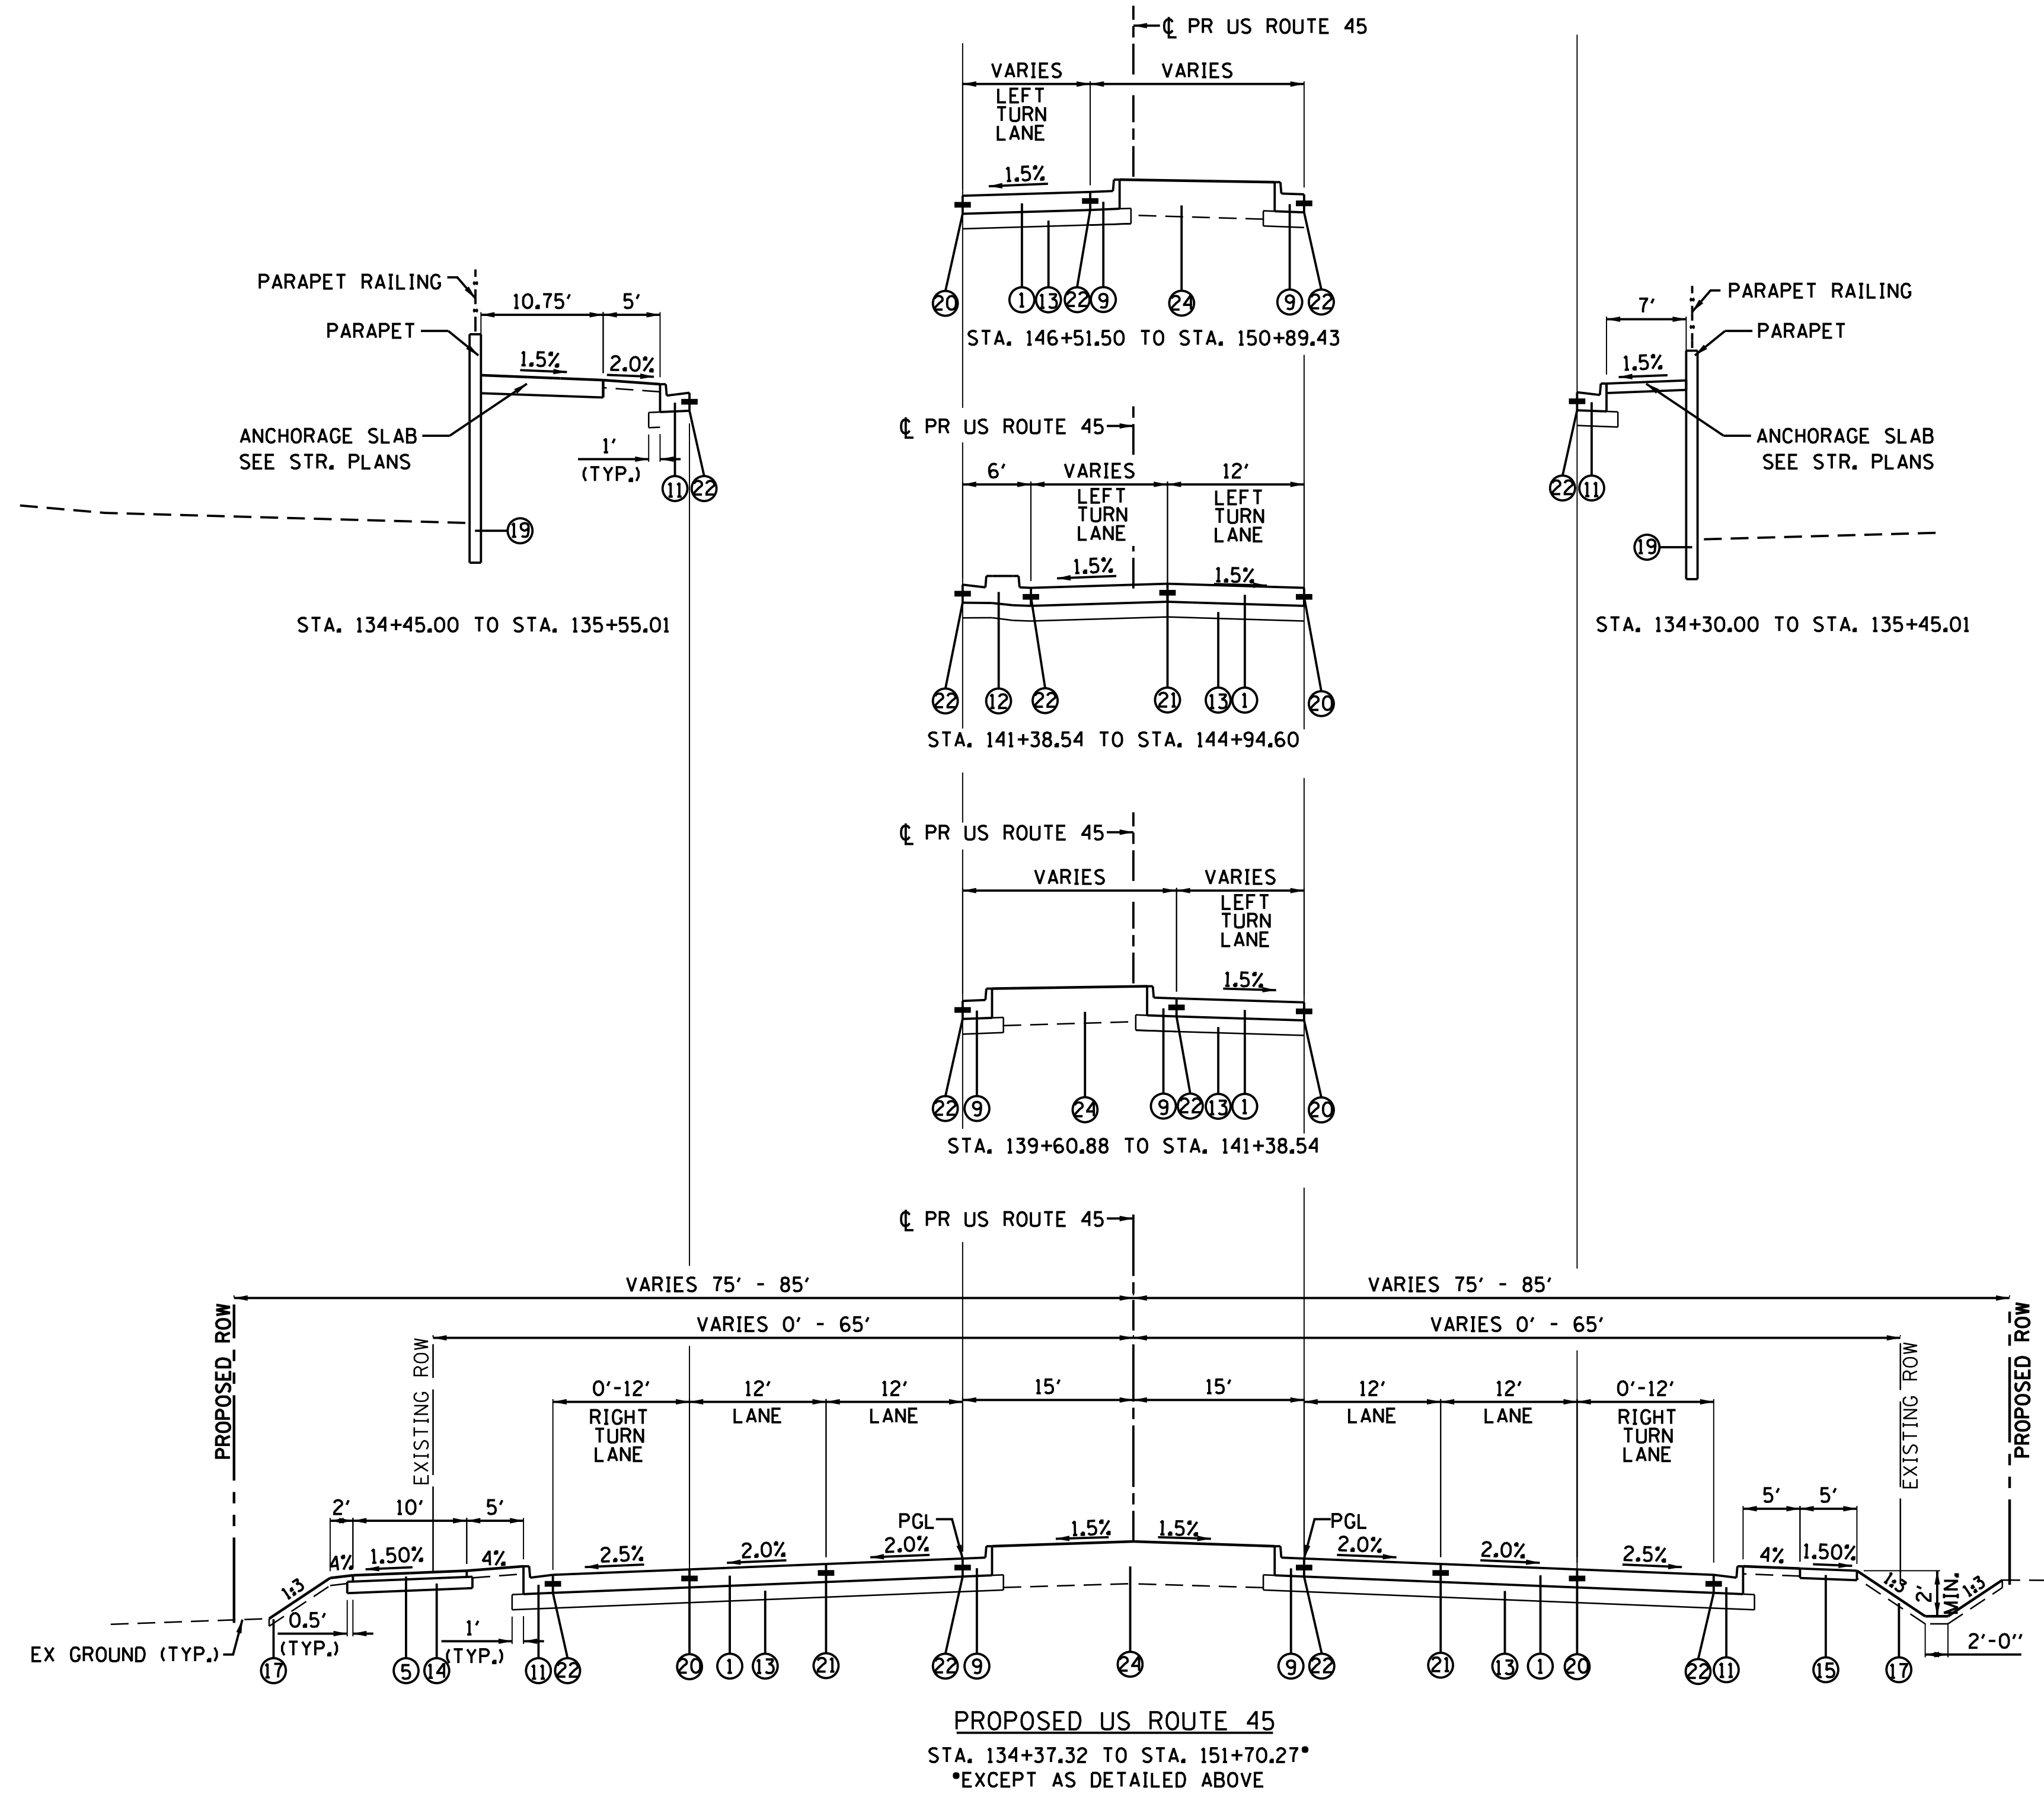 ℄ PR US ROUTE 45
VARIES VARIES
LEFT
TURN
LANE
1.5%
20 1 13 22 9 24 9 22
STA. 146+51.50 TO STA. 150+89.43
PARAPET RAILING
PARAPET
10.75' 5'
1.5% 2.0%
ANCHORAGE SLAB
SEE STR. PLANS
1'
(TYP.)
11 22
19
STA. 134+45.00 TO STA. 135+55.01
℄ PR US ROUTE 45
6' VARIES 12'
LEFT LEFT
TURN TURN
LANE LANE
1.5% 1.5%
22 12 22 21 13 1 20
STA. 141+38.54 TO STA. 144+94.60
7'
PARAPET RAILING
PARAPET
1.5%
ANCHORAGE SLAB
SEE STR. PLANS
22 11
19
STA. 134+30.00 TO STA. 135+45.01
℄ PR US ROUTE 45
VARIES VARIES
LEFT
TURN
LANE
1.5%
22 9 24 9 22 13 1 20
STA. 139+60.88 TO STA. 141+38.54
℄ PR US ROUTE 45
VARIES 75' - 85' VARIES 75' - 85'
VARIES 0' - 65' VARIES 0' - 65'
PROPOSED ROW
EXISTING ROW
EXISTING ROW
PROPOSED ROW
0'-12' 12' 12' 15' 15' 12' 12' 0'-12'
RIGHT LANE LANE LANE LANE RIGHT
TURN TURN
LANE LANE
2' 10' 5' PGL PGL 5' 5'
1:3 4% 1.50% 4% 2.5% 2.0% 2.0% 1.5% 1.5% 2.0% 2.0% 2.5% 4% 1.50% 1:3 2' MIN. 1:3
0.5'
(TYP.)
1'
(TYP.)
2'-0''
EX GROUND (TYP.)
17 5 14 11 22 20 1 13 21 22 9 24 9 22 21 13 1 20 22 11 15 17
PROPOSED US ROUTE 45
STA. 134+37.32 TO STA. 151+70.27*
*EXCEPT AS DETAILED ABOVE